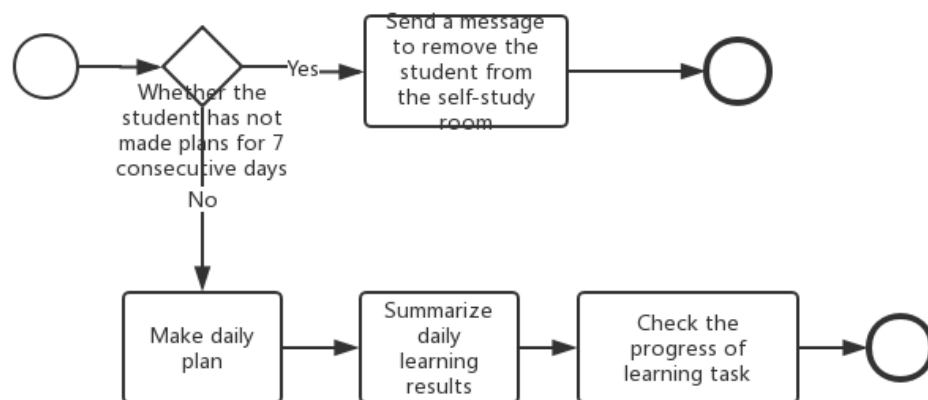 Send a message
to remove the
student from
the self-study
room
Yes
Whether the
student has not
made plans for 7
consecutive days
No
Make daily
plan
Summarize
daily
learning
results
Check the
progress of
learning task